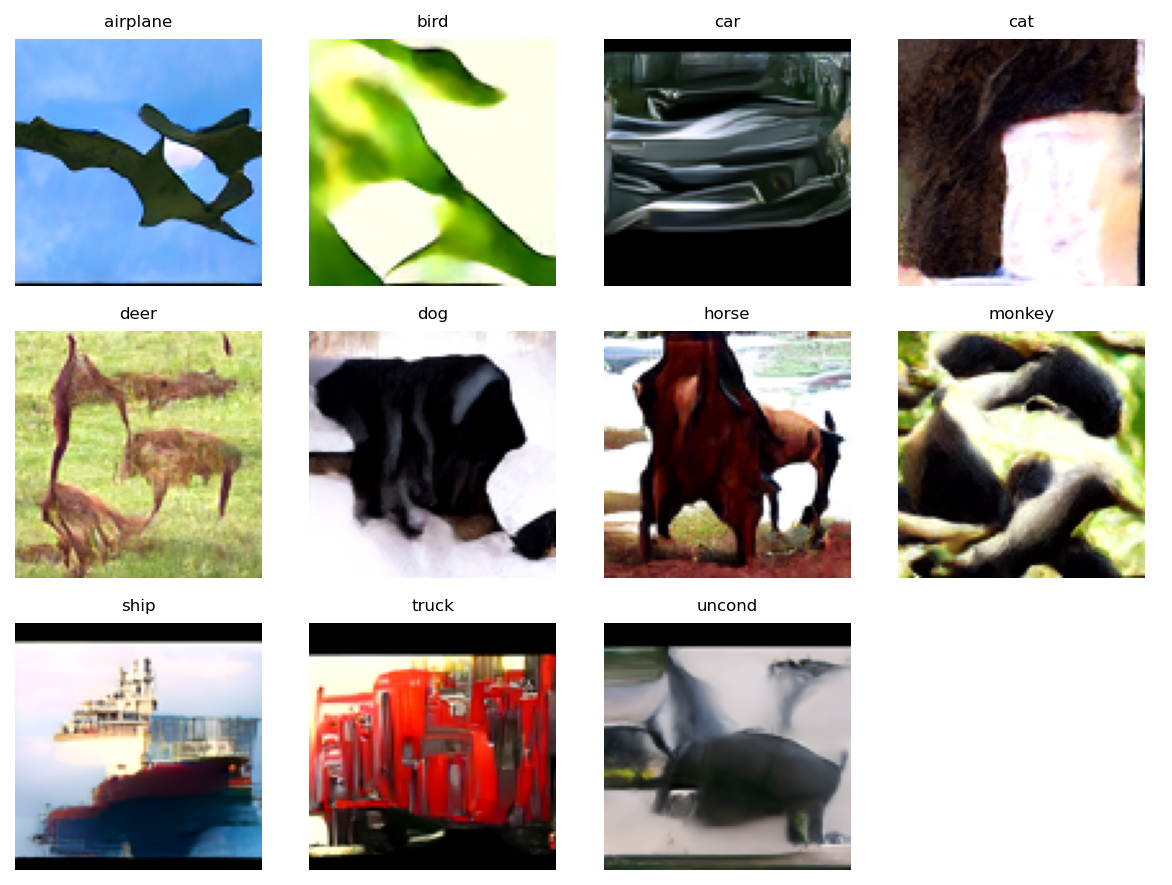 airplane
bird
car
cat
deer
dog
horse
monkey
ship
truck
uncond